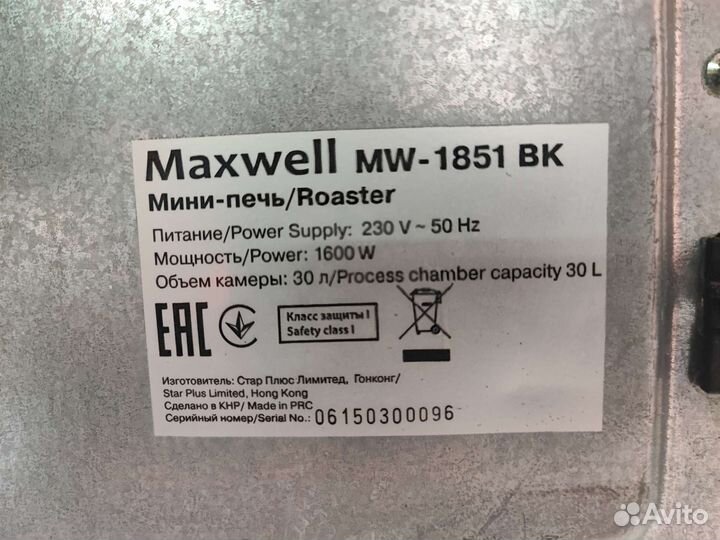 Maxwell MW-1851 BK
Мини-печь/Roaster
Питание/Power Supply: 230 V ~ 50 Hz
Мощность/Power: 1600 W
Объем камеры: 30 л/Process chamber capacity 30 L
EAC
Класс защиты I
Safety class I
Изготовитель: Стар Плюс Лимитед, Гонконг/
Star Plus Limited, Hong Kong
Сделано в КНР/ Made in PRC
Серийный номер/Serial No.: 06150300096
Avito